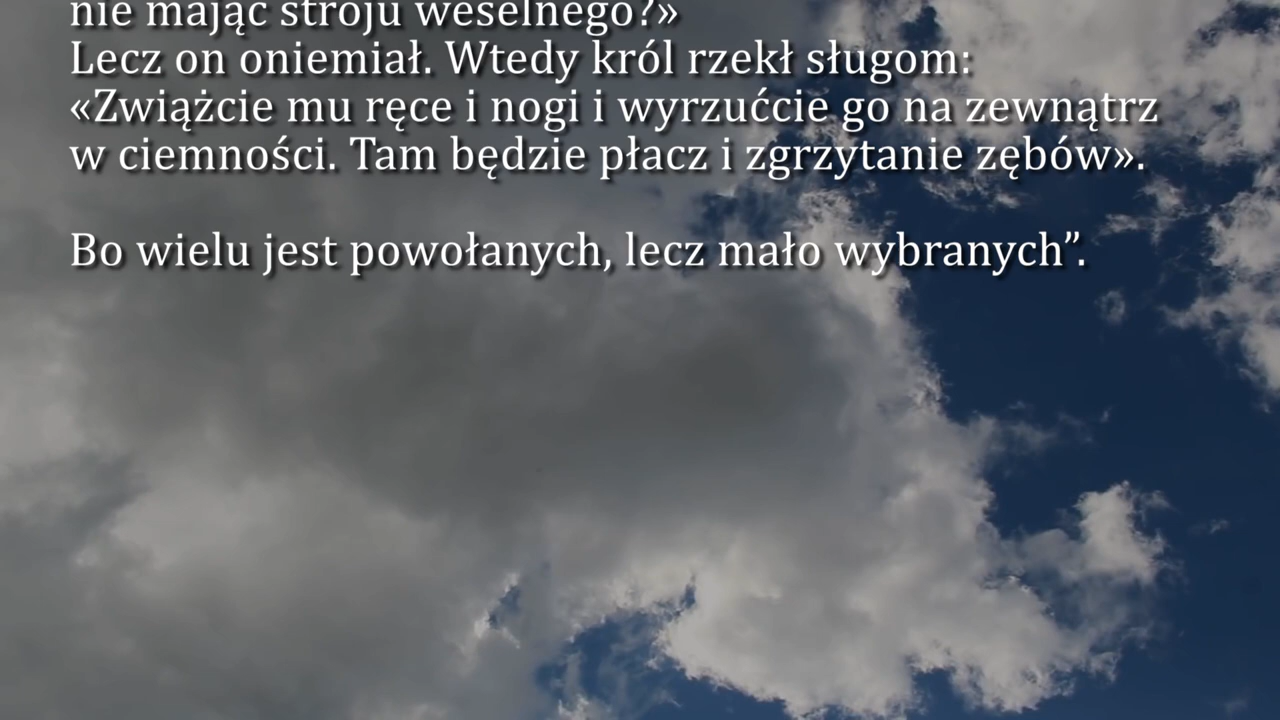 nie mając stroju weselnego?»
Lecz on oniemiał. Wtedy król rzekł sługom:
«Zwiążcie mu ręce i nogi i wyrzućcie go na zewnątrz
w ciemności. Tam będzie płacz i zgrzytanie zębów».
Bo wielu jest powołanych, lecz mało wybranych”.